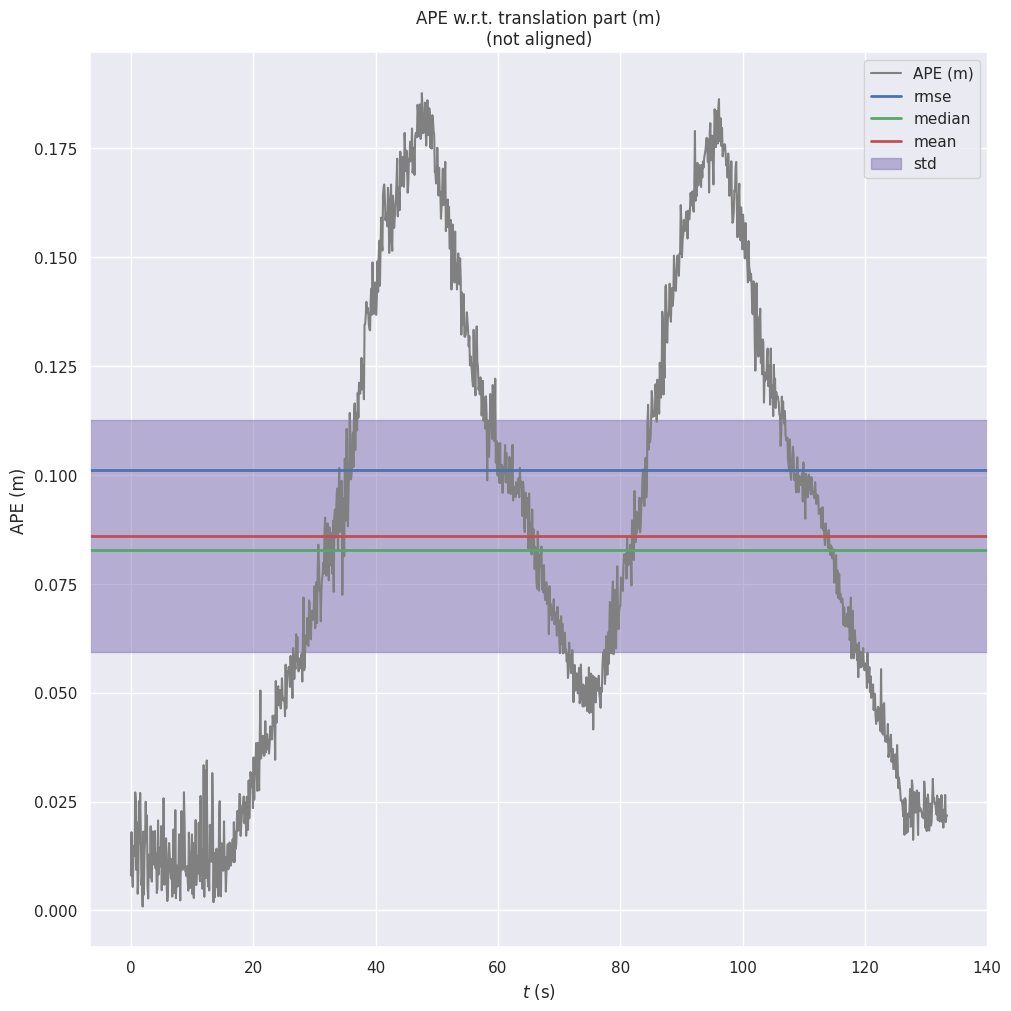 APE w.r.t. translation part (m)
(not aligned)
APE (m)
rmse
median
mean
std
0.175
0.150
0.125
0.100
0.075
0.050
0.025
0.000
APE (m)
0
20
40
60
80
100
120
140
t (s)